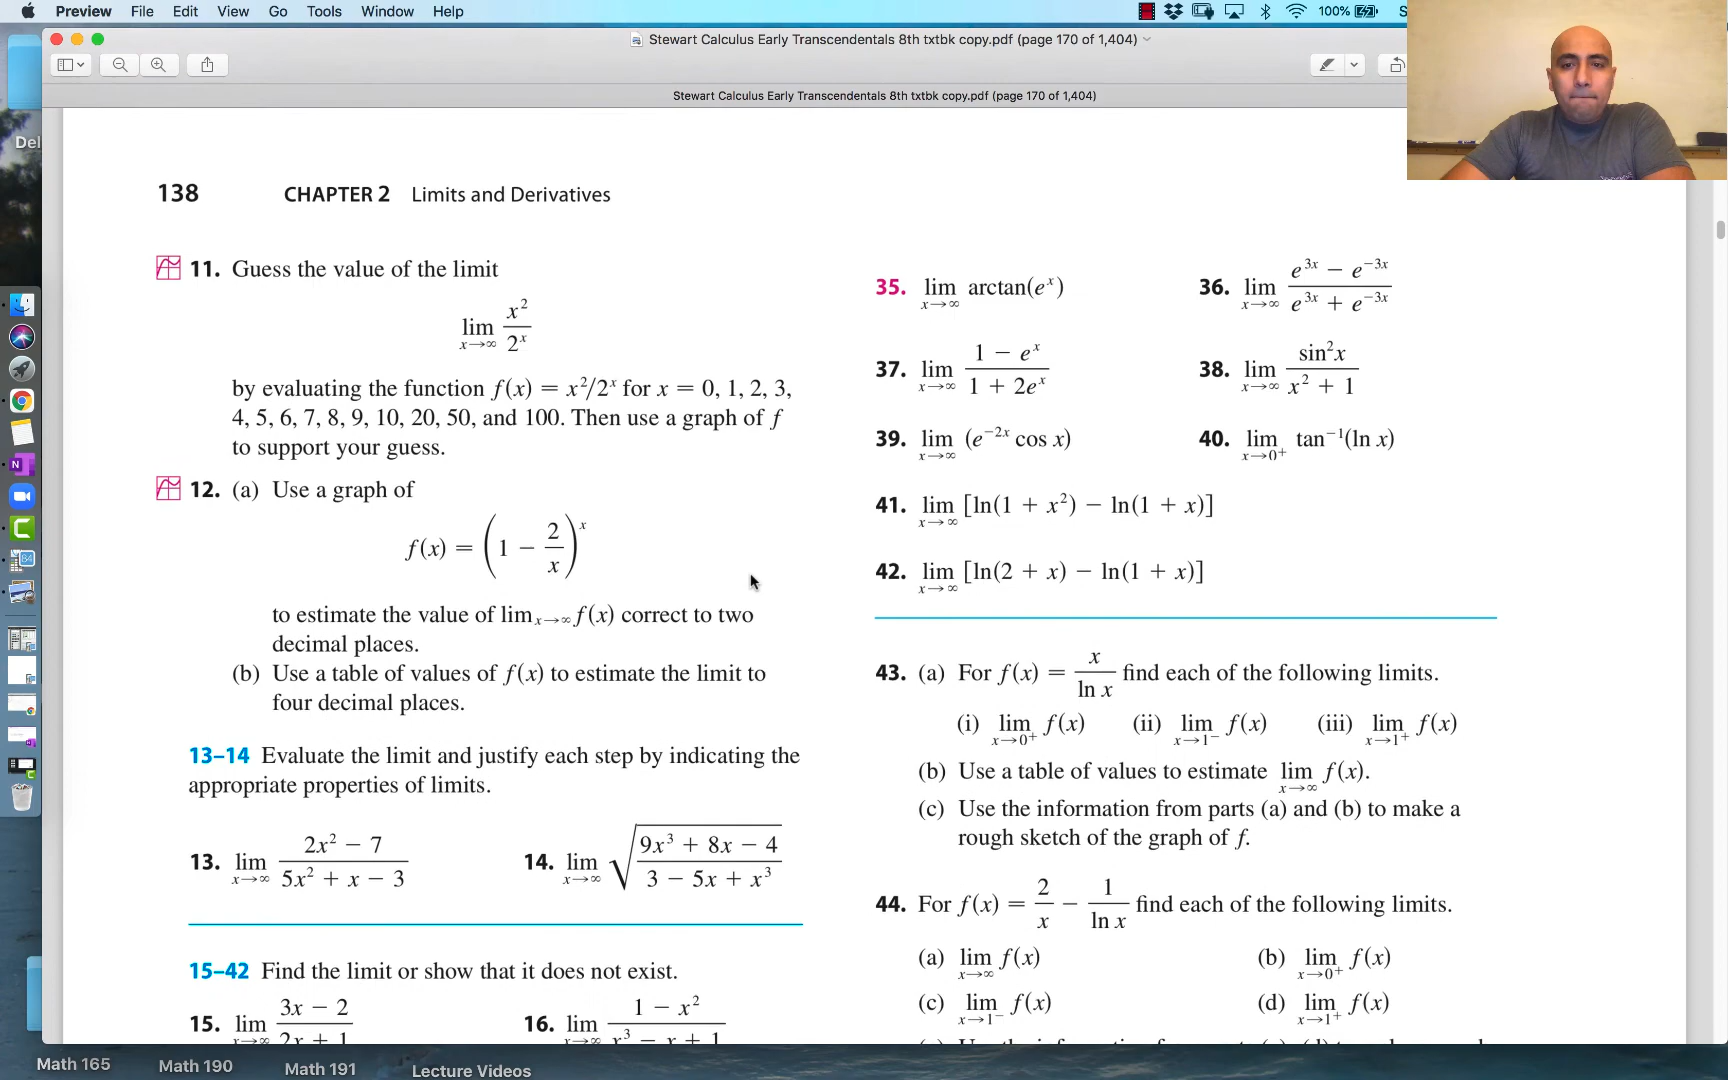 Preview File Edit View Go Tools Window Help
100%
Stewart Calculus Early Transcendentals 8th txtbk copy.pdf (page 170 of 1,404)
Stewart Calculus Early Transcendentals 8th txtbk copy.pdf (page 170 of 1,404)
Del
138 CHAPTER 2 Limits and Derivatives
11. Guess the value of the limit
lim x→∞ x²/2ˣ
by evaluating the function f(x) = x²/2ˣ for x = 0, 1, 2, 3,
4, 5, 6, 7, 8, 9, 10, 20, 50, and 100. Then use a graph of f
to support your guess.
12. (a) Use a graph of
f(x) = (1 − 2/x)ˣ
to estimate the value of lim x→∞ f(x) correct to two
decimal places.
(b) Use a table of values of f(x) to estimate the limit to
four decimal places.
13–14 Evaluate the limit and justify each step by indicating the
appropriate properties of limits.
13. lim x→∞ (2x² − 7)/(5x² + x − 3) 14. lim x→∞ √((9x³ + 8x − 4)/(3 − 5x + x³))
15–42 Find the limit or show that it does not exist.
15. lim x→∞ (3x − 2)/(2x + 1) 16. lim x→∞ (1 − x²)/(x³ − x + 1)
35. lim x→∞ arctan(eˣ) 36. lim x→∞ (e³ˣ − e⁻³ˣ)/(e³ˣ + e⁻³ˣ)
37. lim x→∞ (1 − eˣ)/(1 + 2eˣ) 38. lim x→∞ sin²x/(x² + 1)
39. lim x→∞ (e⁻²ˣ cos x) 40. lim x→0⁺ tan⁻¹(ln x)
41. lim x→∞ [ln(1 + x²) − ln(1 + x)]
42. lim x→∞ [ln(2 + x) − ln(1 + x)]
43. (a) For f(x) = x/ln x find each of the following limits.
(i) lim x→0⁺ f(x) (ii) lim x→1⁻ f(x) (iii) lim x→1⁺ f(x)
(b) Use a table of values to estimate lim x→∞ f(x).
(c) Use the information from parts (a) and (b) to make a
rough sketch of the graph of f.
44. For f(x) = 2/x − 1/ln x find each of the following limits.
(a) lim x→∞ f(x) (b) lim x→0⁺ f(x)
(c) lim x→1⁻ f(x) (d) lim x→1⁺ f(x)
Math 165 Math 190 Math 191 Lecture Videos